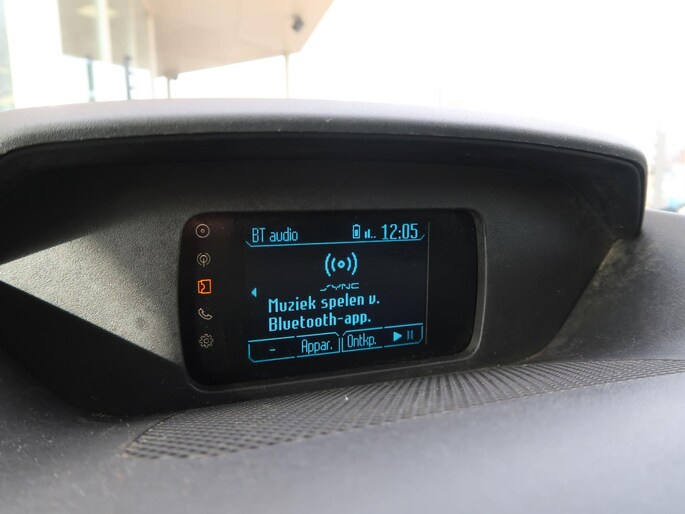 BT audio 12:05
SYNC
Muziek spelen v.
Bluetooth-app.
- Appar. Ontkp.